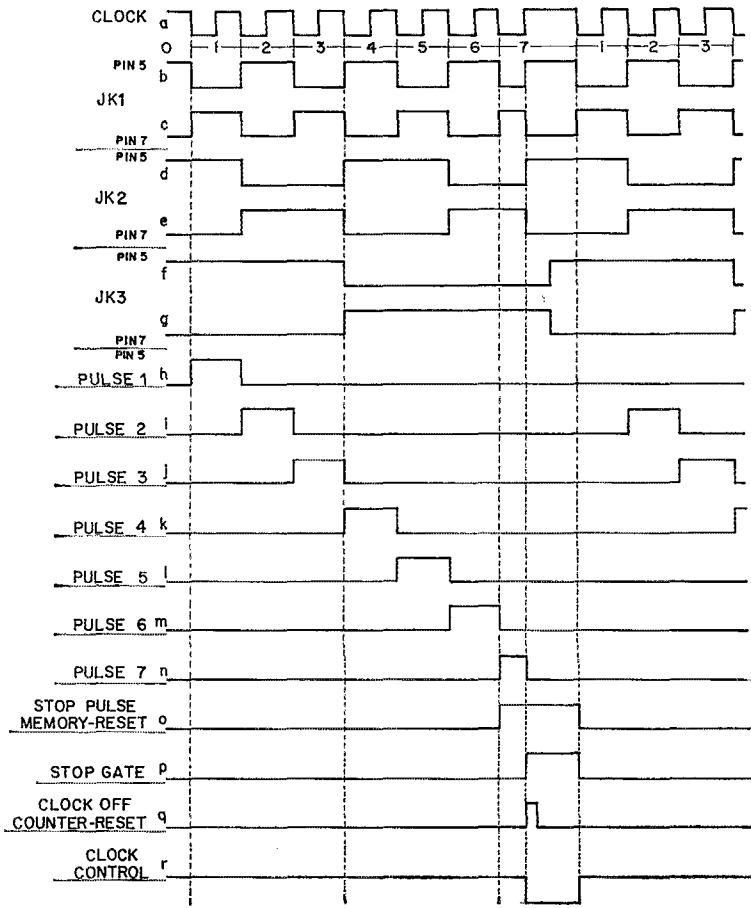 CLOCK a
0 1 2 3 4 5 6 7 1 2 3
PIN 5 b
JK1
c
PIN 7
PIN 5
d
JK2
e
PIN 7
PIN 5
f
JK3
g
PIN 7
PIN 5
PULSE 1 h
PULSE 2 i
PULSE 3 j
PULSE 4 k
PULSE 5 l
PULSE 6 m
PULSE 7 n
STOP PULSE
MEMORY-RESET o
STOP GATE p
CLOCK OFF
COUNTER-RESET q
CLOCK
CONTROL r